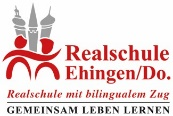 Realschule
Ehingen/Do.
Realschule mit bilingualem Zug
GEMEINSAM LEBEN LERNEN